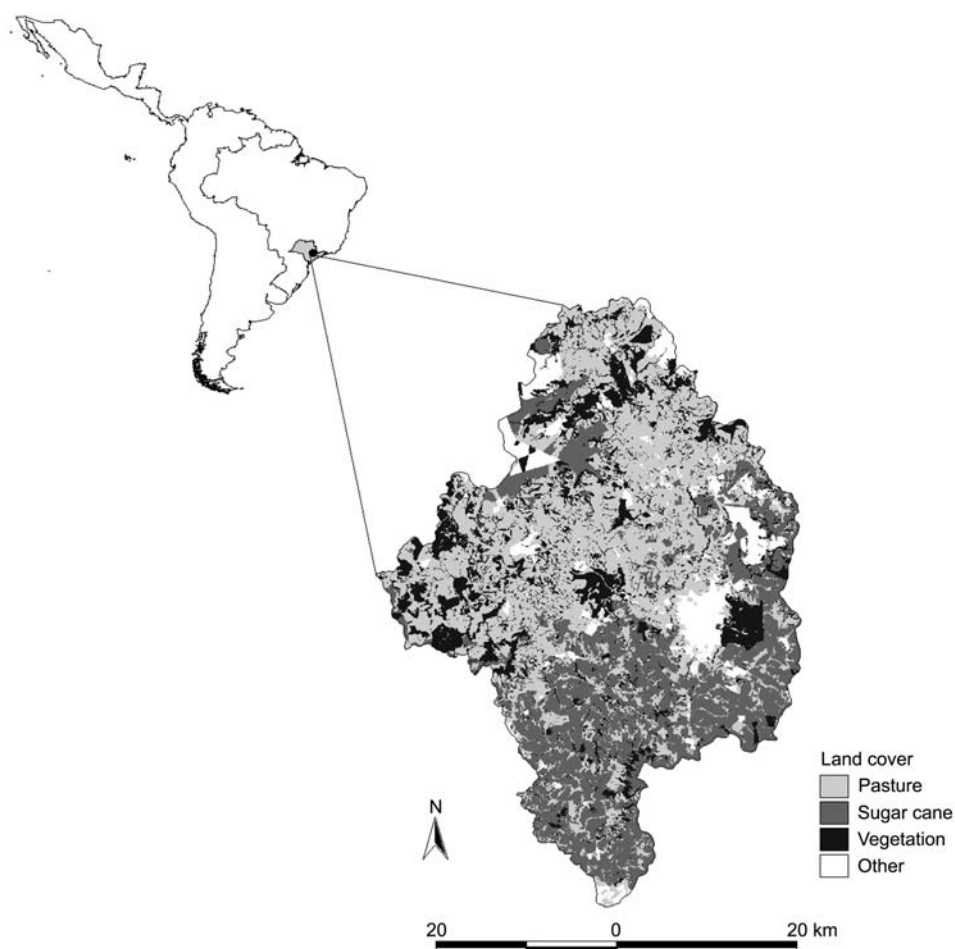 Land cover
Pasture
Sugar cane
Vegetation
Other
N
20 0 20 km